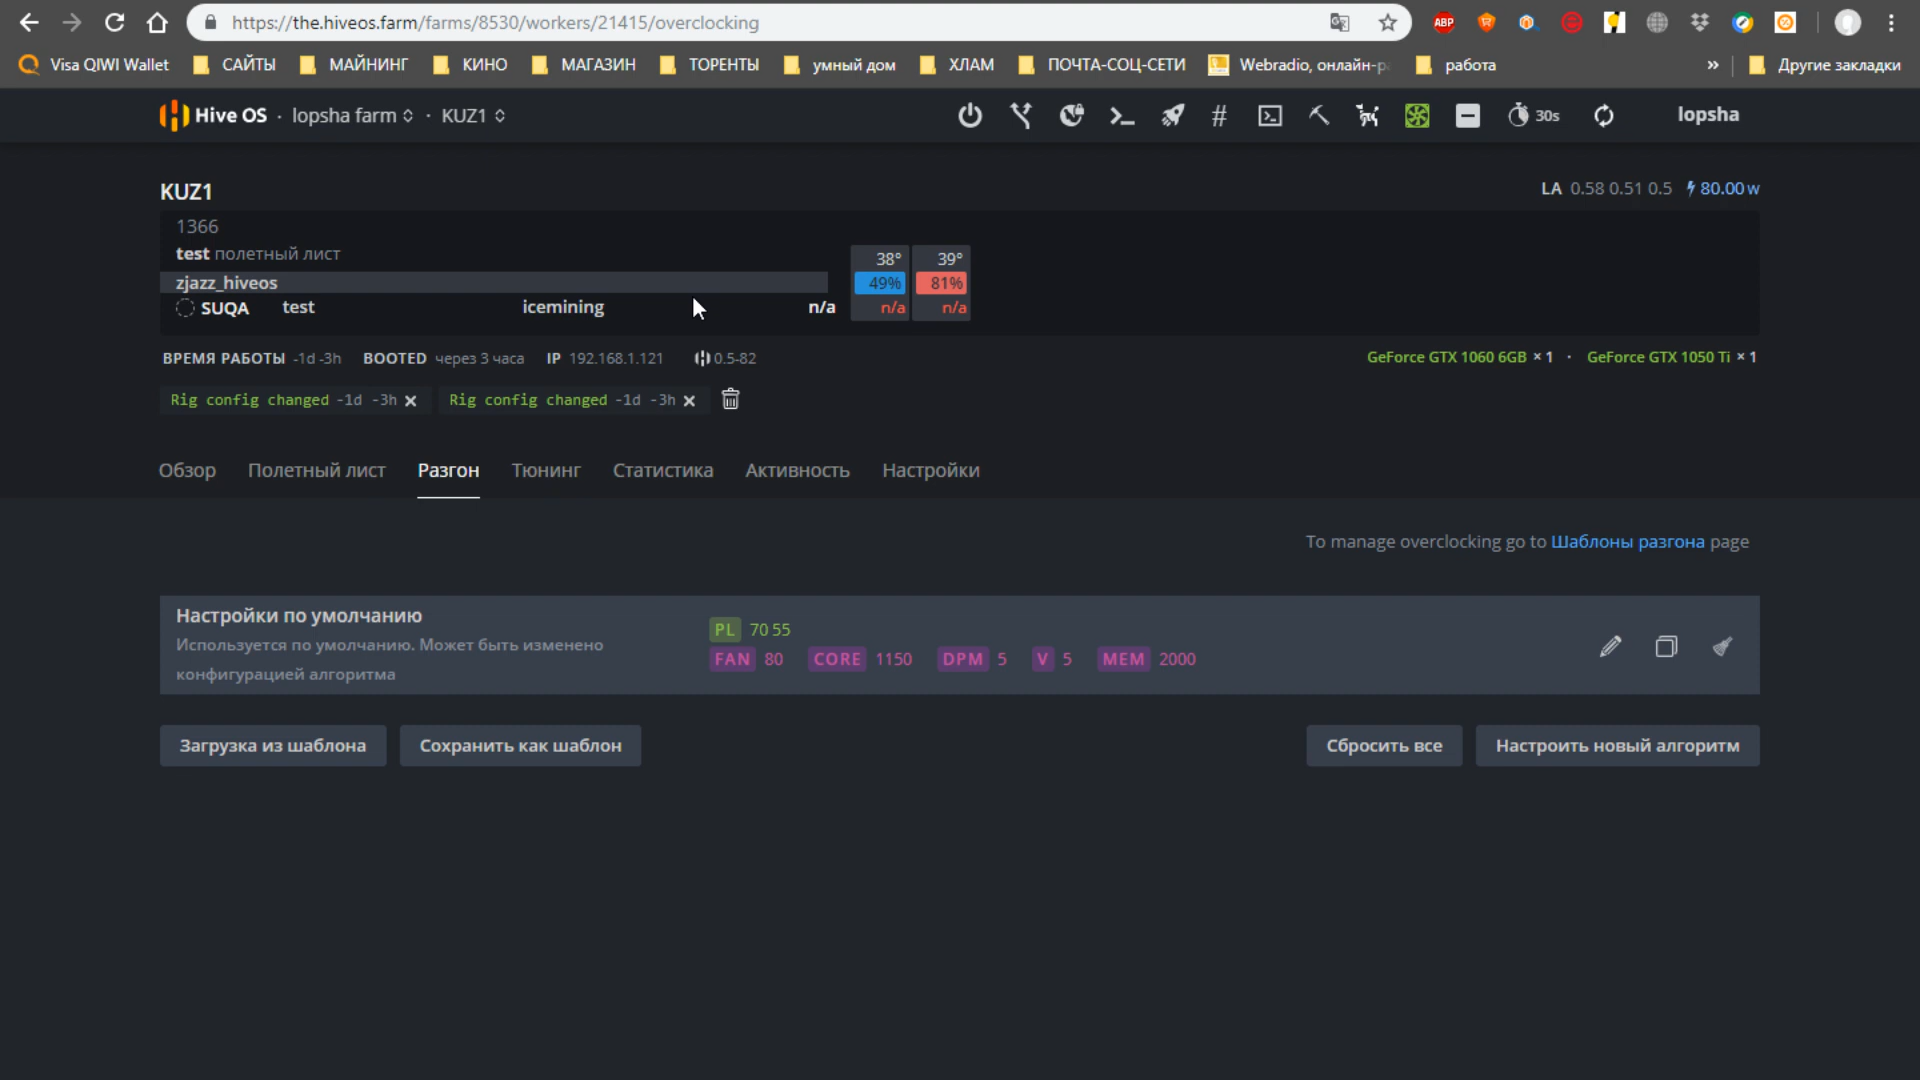 https://the.hiveos.farm/farms/8530/workers/21415/overclocking
ABP
Visa QIWI Wallet САЙТЫ МАЙНИНГ КИНО МАГАЗИН ТОРЕНТЫ умный дом ХЛАМ ПОЧТА-СОЦ-СЕТИ Webradio, онлайн-р работа » Другие закладки
Hive OS · lopsha farm · KUZ1 30s lopsha
KUZ1 LA 0.58 0.51 0.5 80.00 w
1366
test полетный лист 38° 39°
zjazz_hiveos 49% 81%
SUQA test icemining n/a n/a n/a
ВРЕМЯ РАБОТЫ -1d -3h BOOTED через 3 часа IP 192.168.1.121 0.5-82 GeForce GTX 1060 6GB × 1 · GeForce GTX 1050 Ti × 1
Rig config changed -1d -3h × Rig config changed -1d -3h ×
Обзор Полетный лист Разгон Тюнинг Статистика Активность Настройки
To manage overclocking go to Шаблоны разгона page
Настройки по умолчанию
Используется по умолчанию. Может быть изменено
конфигурацией алгоритма
PL 70 55
FAN 80 CORE 1150 DPM 5 V 5 MEM 2000
Загрузка из шаблона Сохранить как шаблон Сбросить все Настроить новый алгоритм